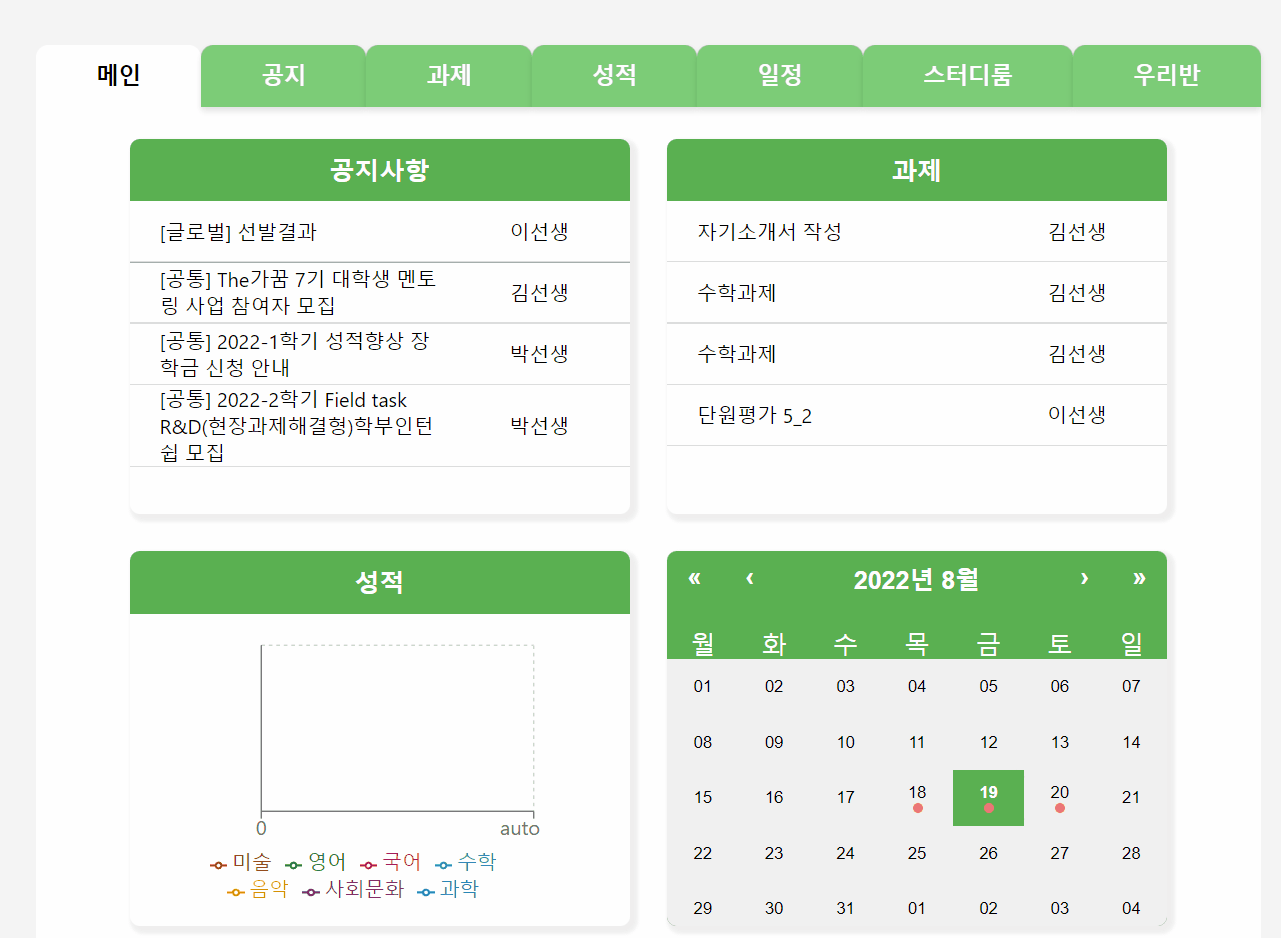 메인 공지 과제 성적 일정 스터디룸 우리반
공지사항
[글로벌] 선발결과 이선생
[공통] The가꿈 7기 대학생 멘토
링 사업 참여자 모집 김선생
[공통] 2022-1학기 성적향상 장
학금 신청 안내 박선생
[공통] 2022-2학기 Field task
R&D(현장과제해결형)학부인턴 박선생
쉽 모집
과제
자기소개서 작성 김선생
수학과제 김선생
수학과제 김선생
단원평가 5_2 이선생
성적
0 auto
미술 영어 국어 수학
음악 사회문화 과학
« ‹ 2022년 8월 › »
월 화 수 목 금 토 일
01 02 03 04 05 06 07
08 09 10 11 12 13 14
15 16 17 18 19 20 21
22 23 24 25 26 27 28
29 30 31 01 02 03 04